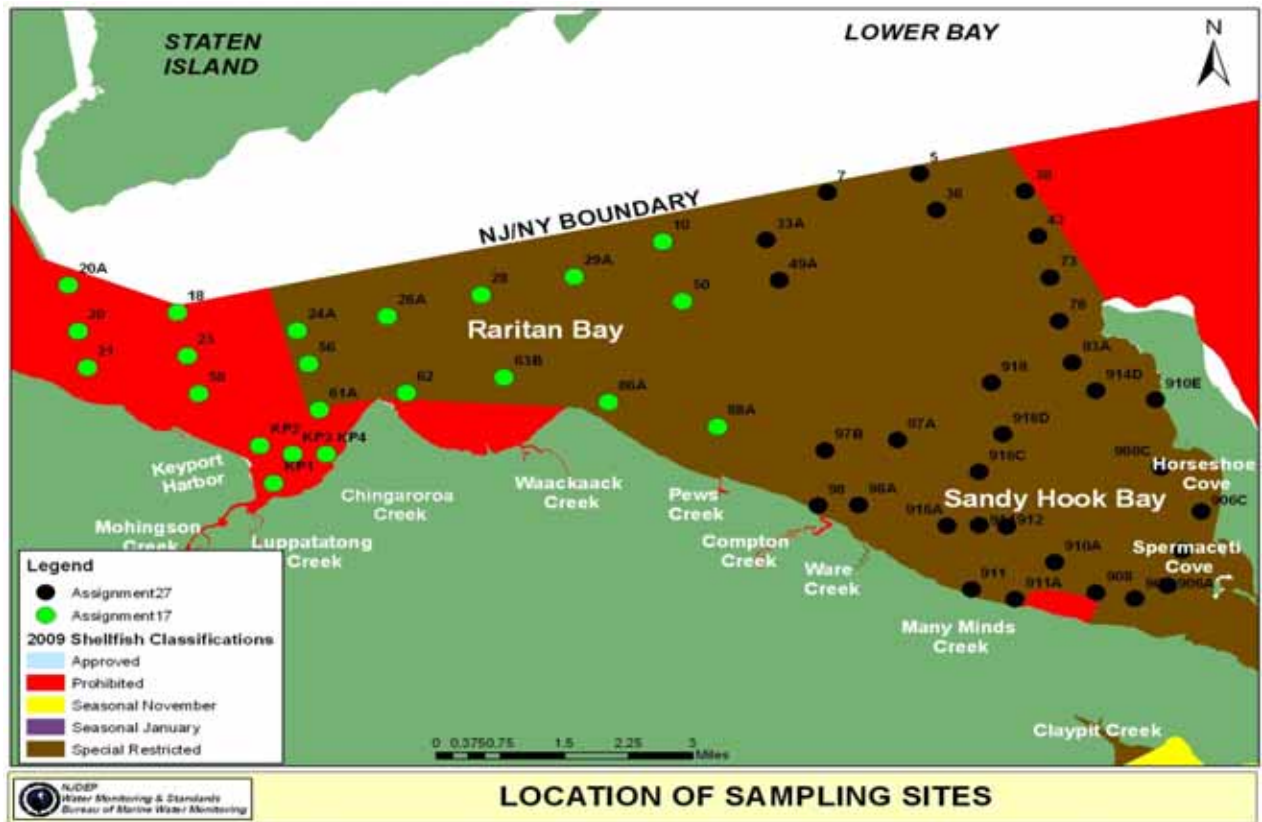 STATEN
ISLAND
LOWER BAY
N
NJ/NY BOUNDARY
5
7
36
38
10
33A
43
20A
29A
49A
73
18
28
50
20
24A
26A
76
Raritan Bay
23
56
63B
83A
58
62
918
914D
61A
86A
910E
88A
KP2
KP3
KP4
97B
97A
918D
KP1
916C
Keyport
Harbor
Horseshoe
Cove
Chingaroroa
Creek
Waackaack
Creek
Pews
Creek
98
98A
Sandy Hook Bay
906C
916A
912
Mohingson
Creek
Luppatatong
Creek
Compton
Creek
Ware
Creek
Spermaceti
Cove
910A
911
911A
908
906A
Many Minds
Creek
Claypit Creek
Legend
Assignment27
Assignment17
2009 Shellfish Classifications
Approved
Prohibited
Seasonal November
Seasonal January
Special Restricted
0 0.375 0.75 1.5 2.25 3
Miles
NJDEP
Water Monitoring & Standards
Bureau of Marine Water Monitoring
LOCATION OF SAMPLING SITES